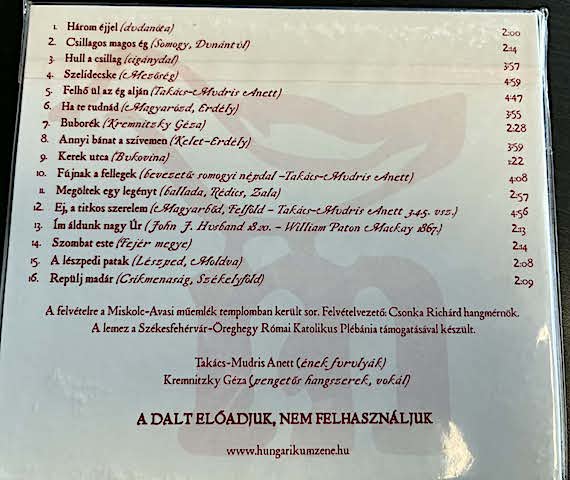 1. Három éjjel (dudanóta) 2:00
2. Csillagos magos ég (Somogy, Dunántúl) 2:14
3. Hull a csillag (cigánydal) 3:57
4. Szelídecske (Mezőség) 4:59
5. Felhő ül az ég alján (Takács-Mudris Anett) 4:47
6. Ha te tudnád (Magyarózd, Erdély) 3:55
7. Buborék (Kremnitzky Géza) 2:28
8. Annyi bánat a szívemen (Kelet-Erdély) 3:59
9. Kerek utca (Bukovina) 1:22
10. Fújnak a fellegek (bevezető: somogyi népdal -Takács-Mudris Anett) 4:08
11. Megöltek egy legényt (ballada, Rédics, Zala) 2:57
12. Ej, a titkos szerelem (Magyarbőd, Felföld - Takács-Mudris Anett 3.4.5. vsz.) 4:56
13. Ím áldunk nagy Úr (John J. Husband 1820. - William Paton Mackay 1867.) 2:13
14. Szombat este (Fejér megye) 2:14
15. A lészpedi patak (Lészped, Moldva) 2:08
16. Repülj madár (Csíkmenaság, Székelyföld) 2:09
A felvételre a Miskolc-Avasi műemlék templomban került sor. Felvételvezető: Csonka Richárd hangmérnök.
A lemez a Székesfehérvár-Öreghegy Római Katolikus Plébánia támogatásával készült.
Takács-Mudris Anett (ének, furulyák)
Kremnitzky Géza (pengetős hangszerek, vokál)
A DALT ELŐADJUK, NEM FELHASZNÁLJUK
www.hungarikumzene.hu